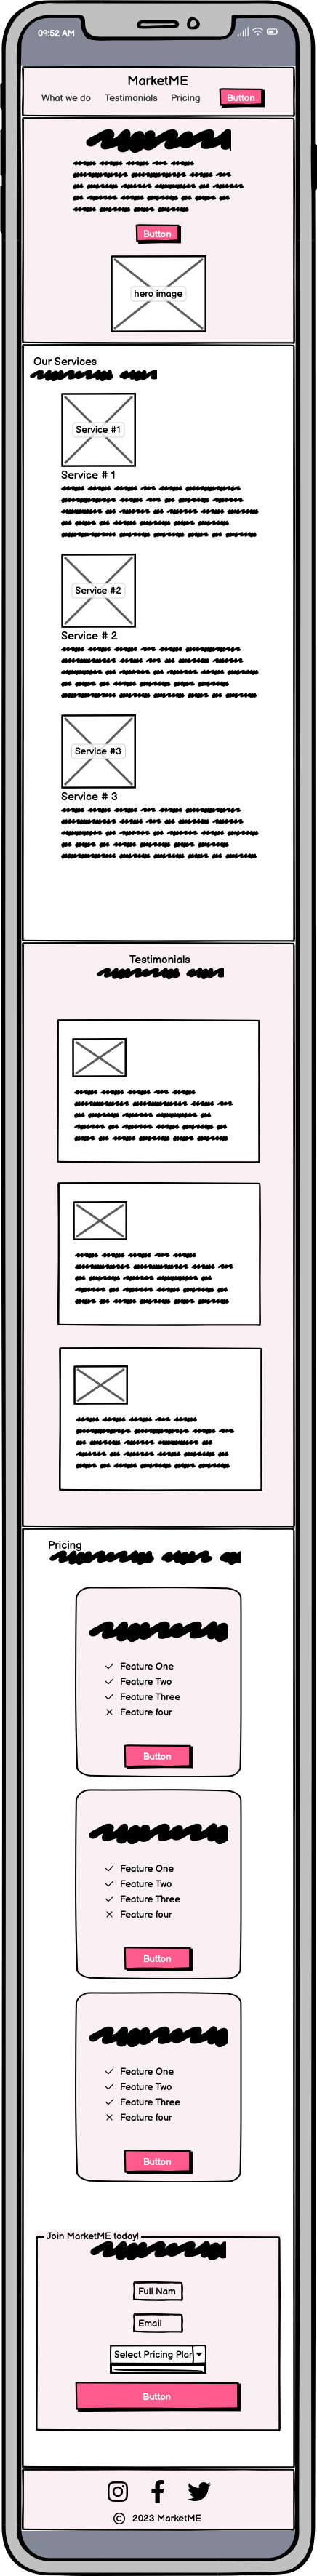 09:52 AM
MarketME
What we do Testimonials Pricing Button
Button
hero image
Our Services
Service #1
Service # 1
Service #2
Service # 2
Service #3
Service # 3
Testimonials
Pricing
Feature One
Feature Two
Feature Three
Feature four
Button
Feature One
Feature Two
Feature Three
Feature four
Button
Feature One
Feature Two
Feature Three
Feature four
Button
Join MarketME today!
Full Nam
Email
Select Pricing Plan
Button
© 2023 MarketME